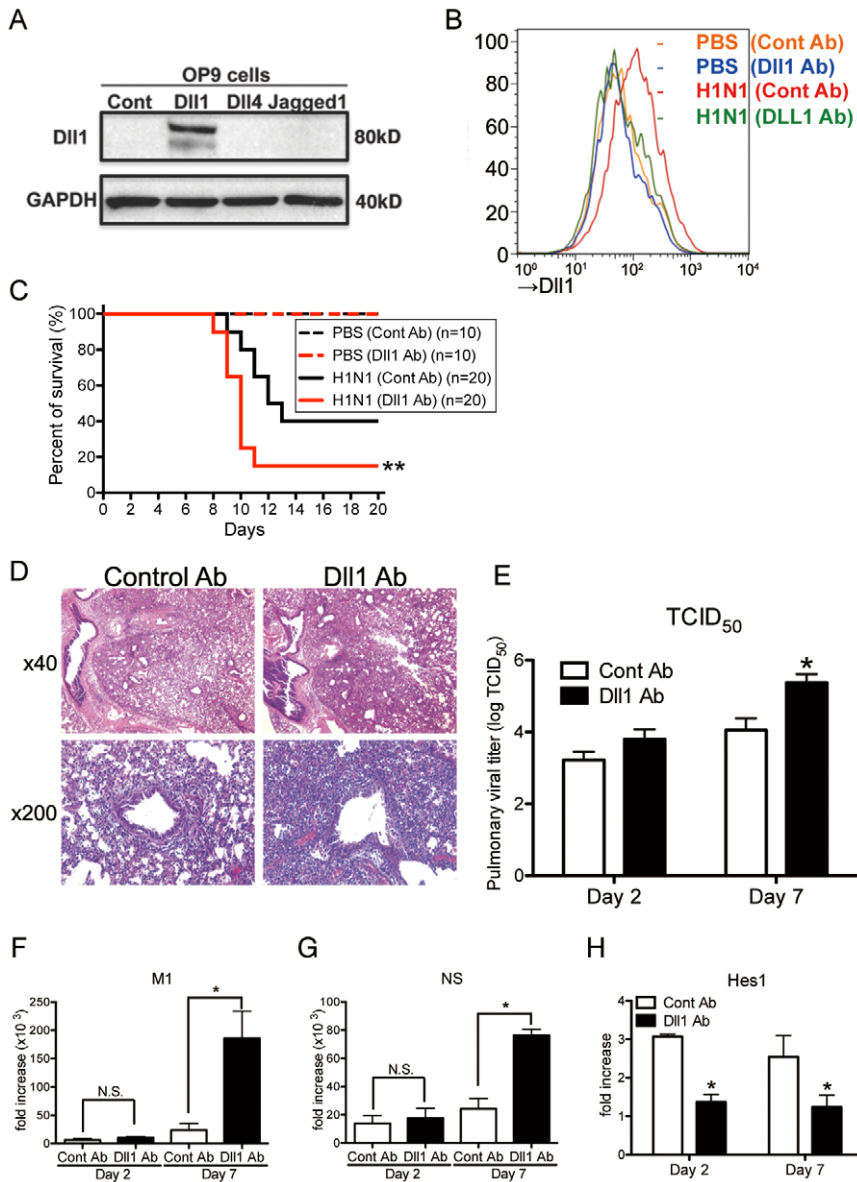 A
OP9 cells
Cont Dll1 Dll4 Jagged1
Dll1 80kD
GAPDH 40kD
B
100
80
60
40
20
0
10⁰ 10¹ 10² 10³ 10⁴
→Dll1
- PBS (Cont Ab)
- PBS (Dll1 Ab)
- H1N1 (Cont Ab)
- H1N1 (DLL1 Ab)
C
Percent of survival (%)
100
80
60
40
20
0
0 2 4 6 8 10 12 14 16 18 20
Days
PBS (Cont Ab) (n=10)
PBS (Dll1 Ab) (n=10)
H1N1 (Cont Ab) (n=20)
H1N1 (Dll1 Ab) (n=20)
**
D
Control Ab Dll1 Ab
x40
x200
E
TCID₅₀
Pulmonary viral titer (log TCID₅₀)
6
4
2
0
Cont Ab
Dll1 Ab
*
Day 2 Day 7
F
M1
fold increase (x10³)
250
200
150
100
50
0
N.S.
*
Cont Ab Dll1 Ab Cont Ab Dll1 Ab
Day 2 Day 7
G
NS
fold increase (x10³)
100
80
60
40
20
0
N.S.
*
Cont Ab Dll1 Ab Cont Ab Dll1 Ab
Day 2 Day 7
H
Hes1
fold increase
4
3
2
1
0
Cont Ab
Dll1 Ab
* *
Day 2 Day 7